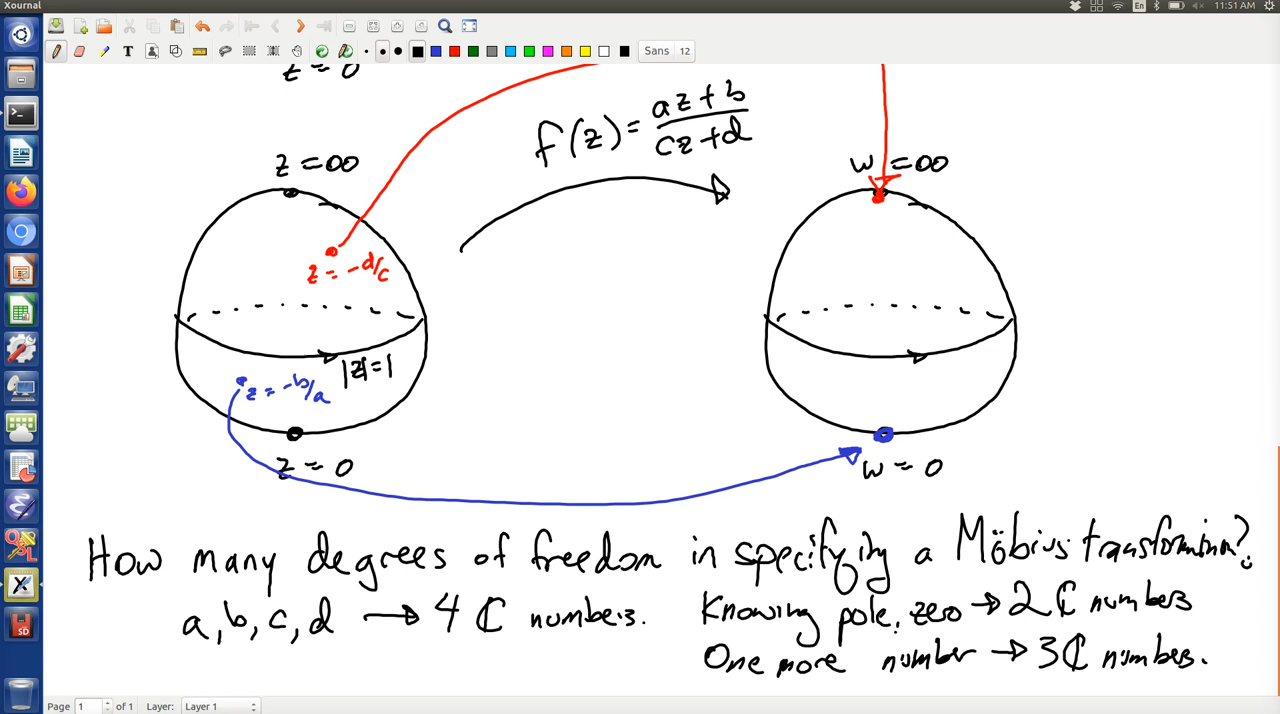 Xournal
En
11:51 AM
Sans 12
z = 0
f(z) = az + b / cz + d
z = ∞
w = ∞
z = -d/c
|z| = 1
z = -b/a
z = 0
w = 0
How many degrees of freedom in specifying a Möbius transformation?
a, b, c, d → 4 ℂ numbers.
Knowing pole, zero → 2 ℂ numbers
One more number → 3 ℂ numbers.
Page 1 of 1 Layer: Layer 1